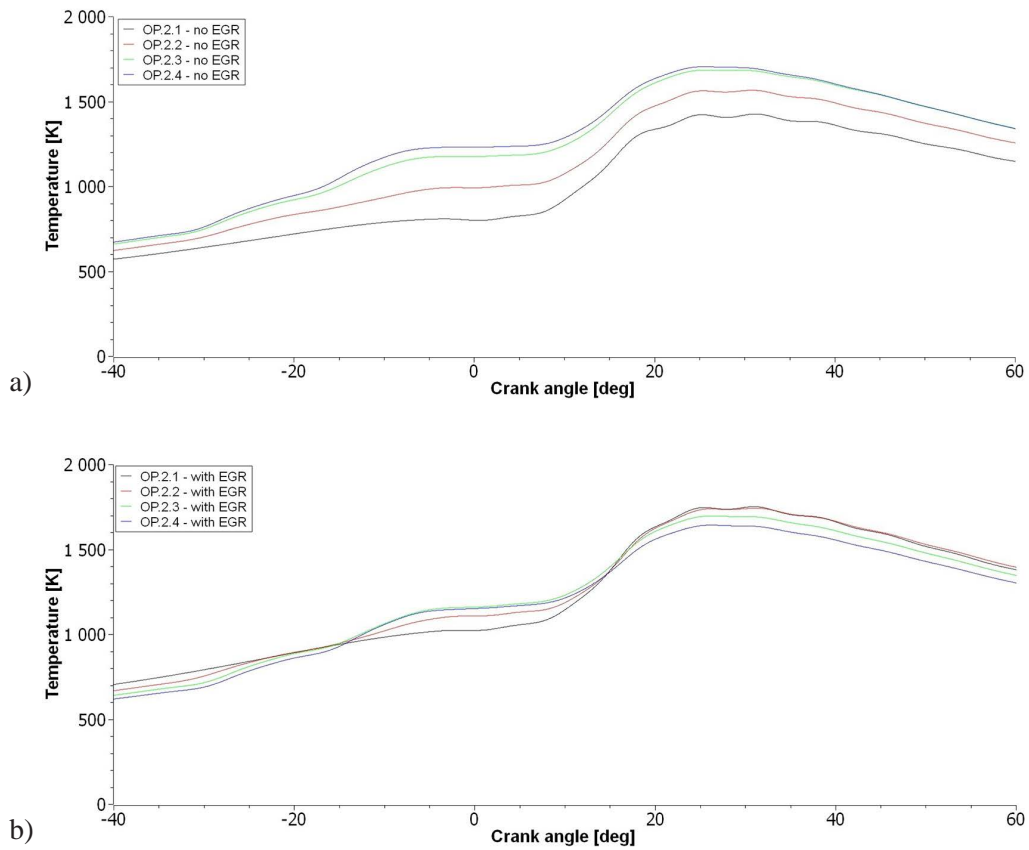 2 000
OP.2.1 - no EGR
OP.2.2 - no EGR
OP.2.3 - no EGR
OP.2.4 - no EGR
1 500
1 000
500
0
Temperature [K]
-40
-20
0
20
40
60
Crank angle [deg]
a)
2 000
OP.2.1 - with EGR
OP.2.2 - with EGR
OP.2.3 - with EGR
OP.2.4 - with EGR
1 500
1 000
500
0
Temperature [K]
-40
-20
0
20
40
60
Crank angle [deg]
b)